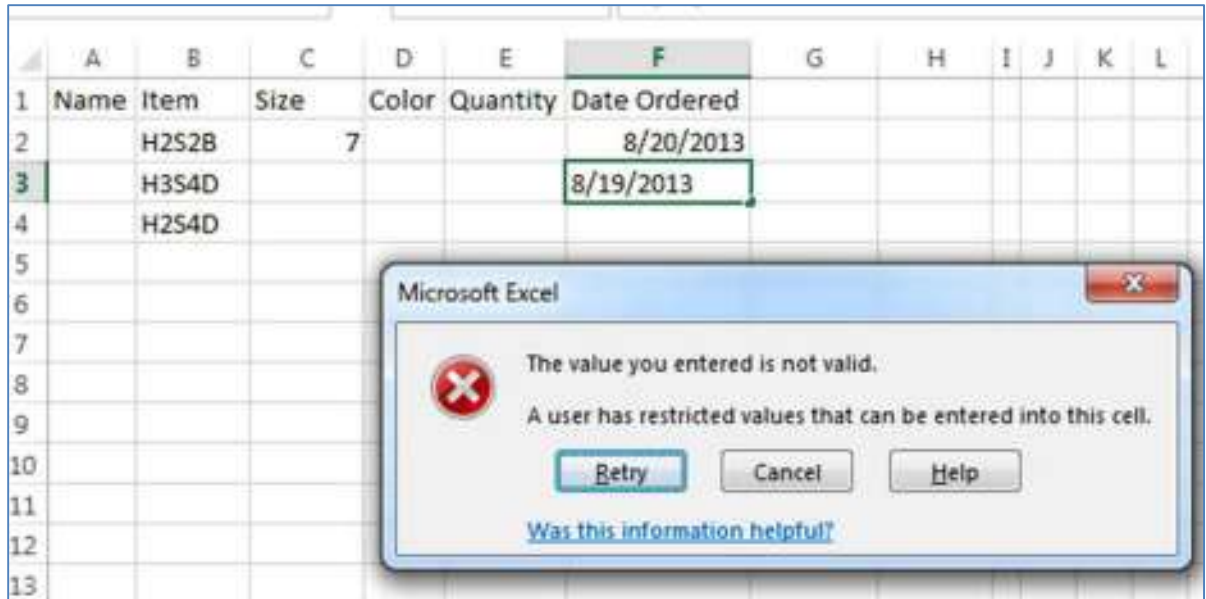 A B C D E F G H I J K L
1 Name Item Size Color Quantity Date Ordered
2 H2S2B 7 8/20/2013
3 H3S4D 8/19/2013
4 H2S4D
5
6
7
8
9
10
11
12
13
Microsoft Excel
The value you entered is not valid.
A user has restricted values that can be entered into this cell.
Retry Cancel Help
Was this information helpful?